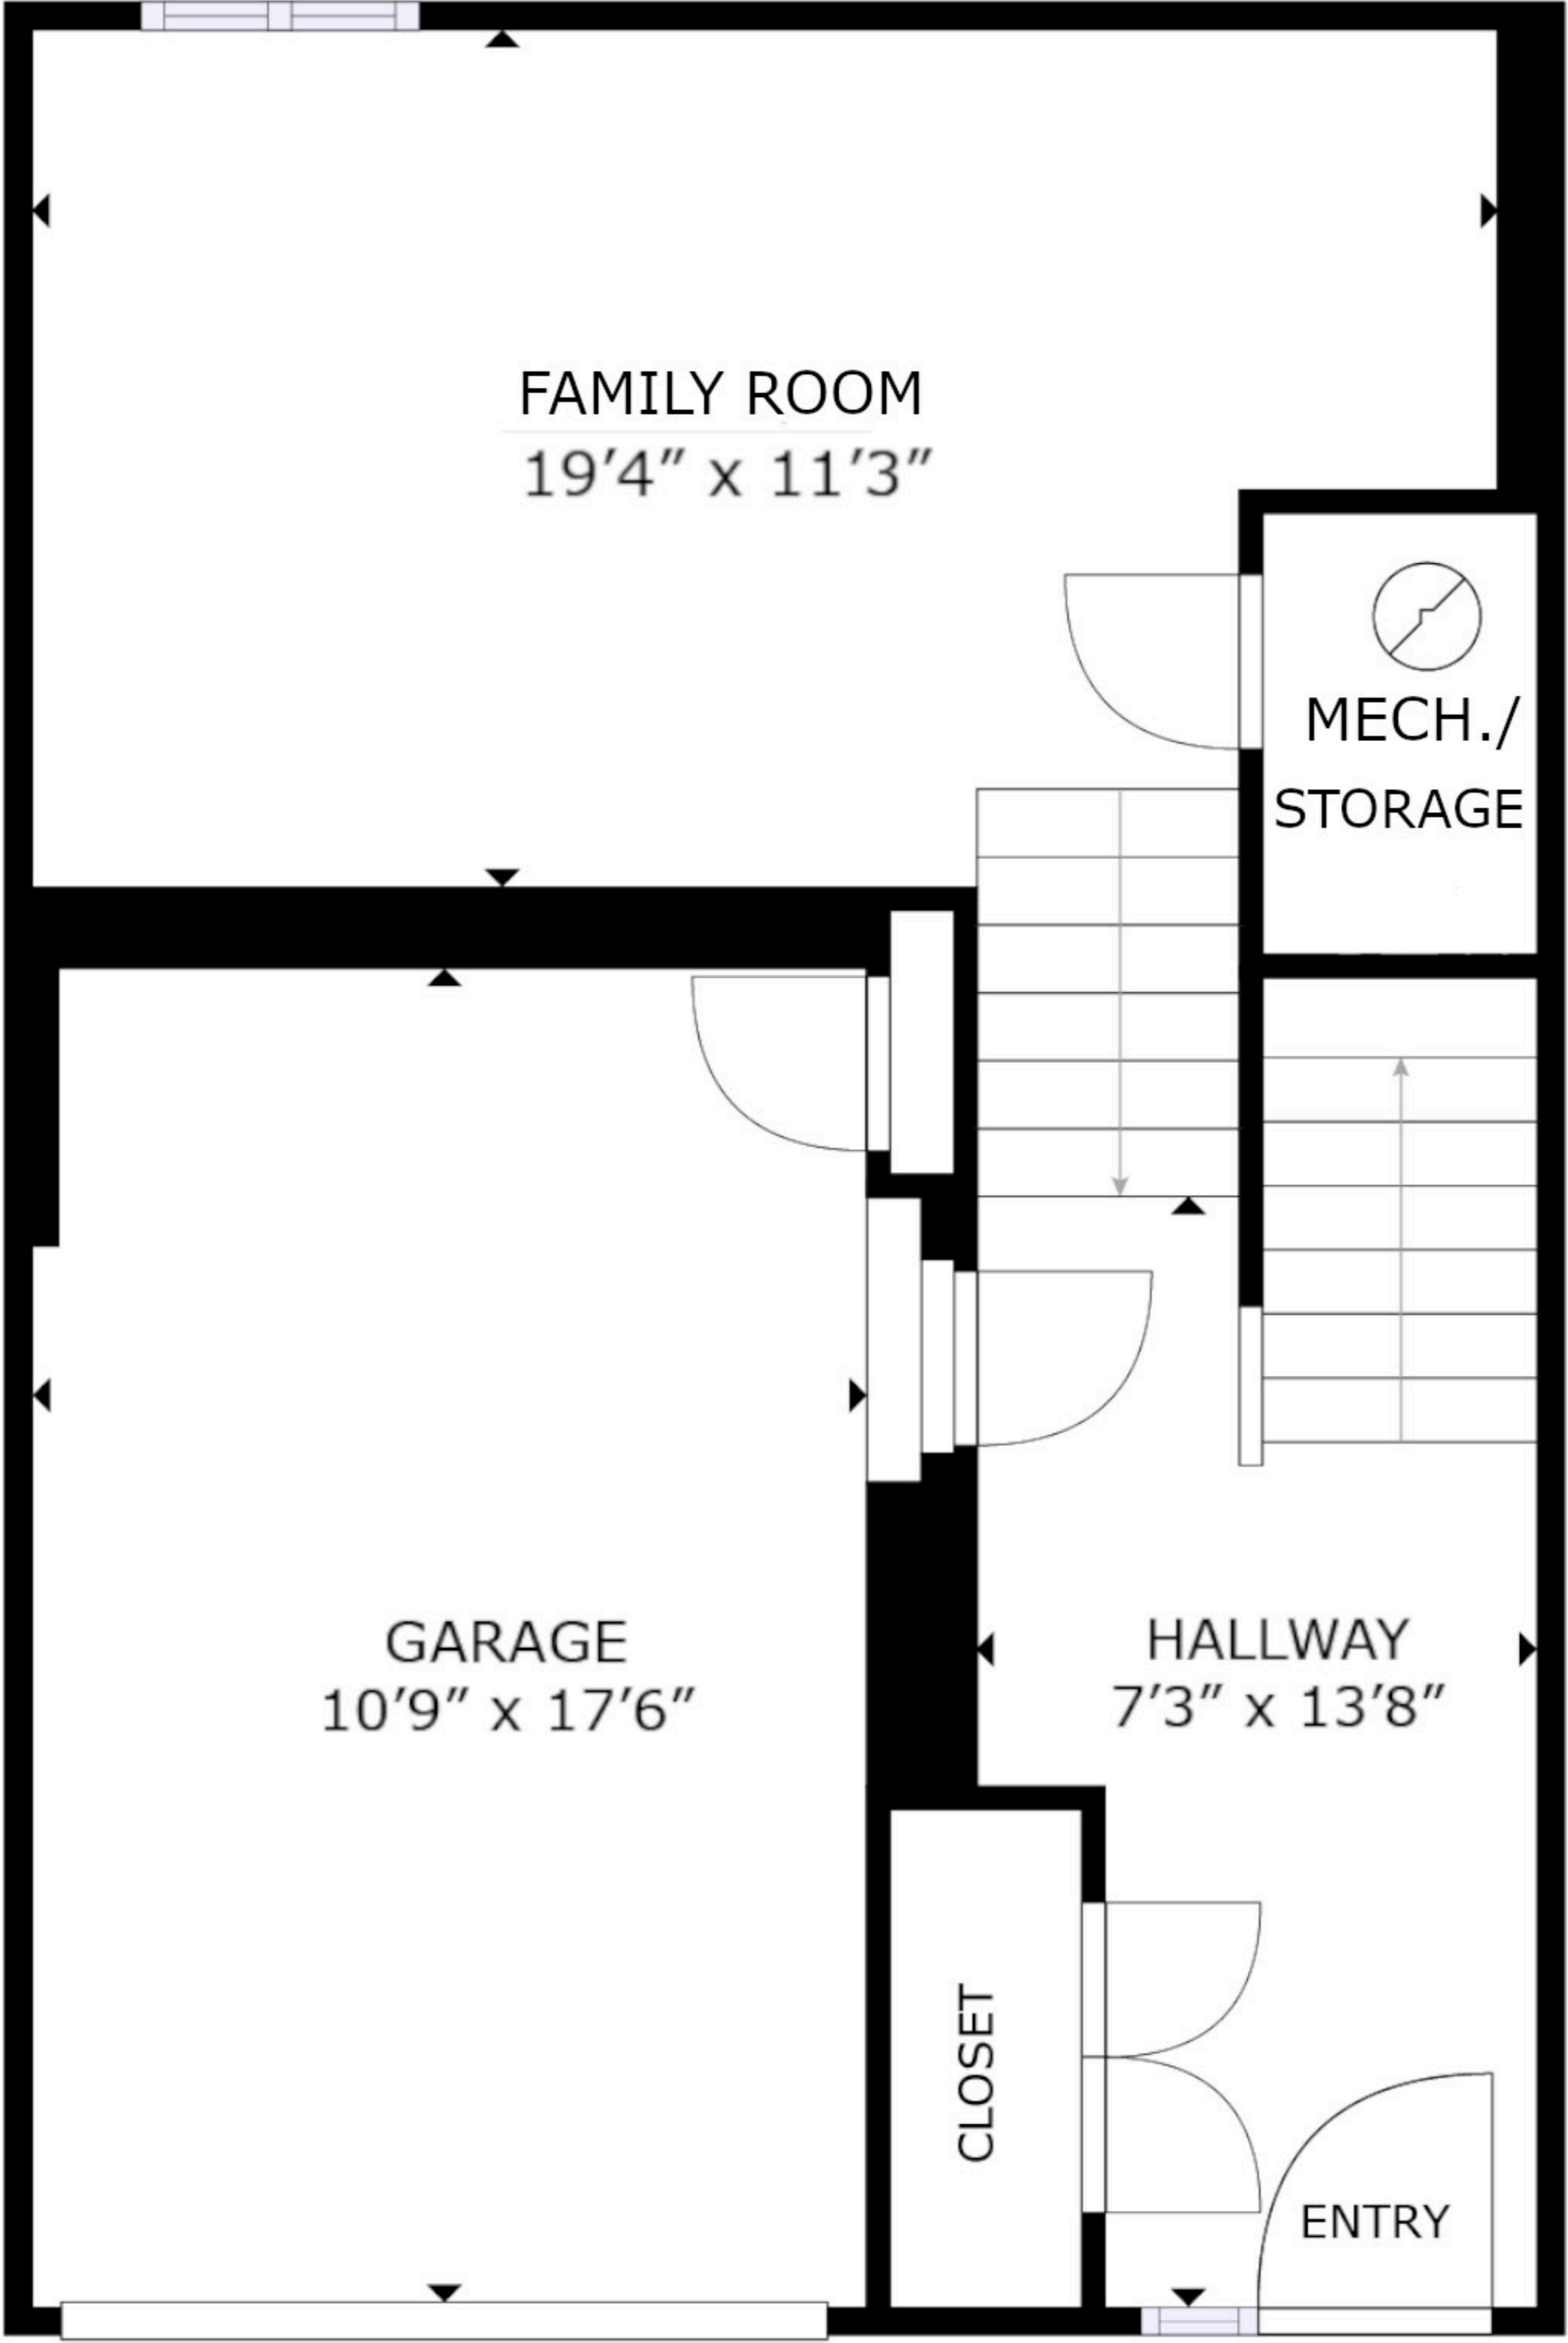 FAMILY ROOM
19'4" x 11'3"
MECH./
STORAGE
GARAGE
10'9" x 17'6"
HALLWAY
7'3" x 13'8"
CLOSET
ENTRY